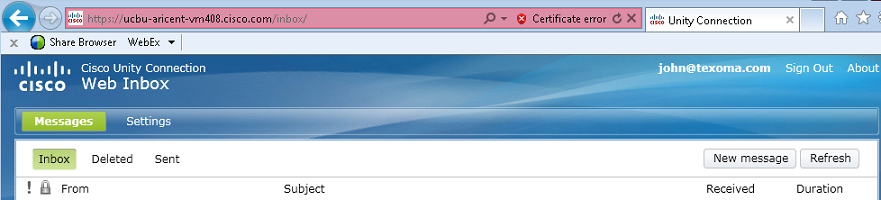 https://ucbu-aricent-vm408.cisco.com/inbox/ Certificate error Unity Connection
x Share Browser WebEx
Cisco Unity Connection
CISCO Web Inbox
john@texoma.com Sign Out About
Messages Settings
Inbox Deleted Sent New message Refresh
! From Subject Received Duration